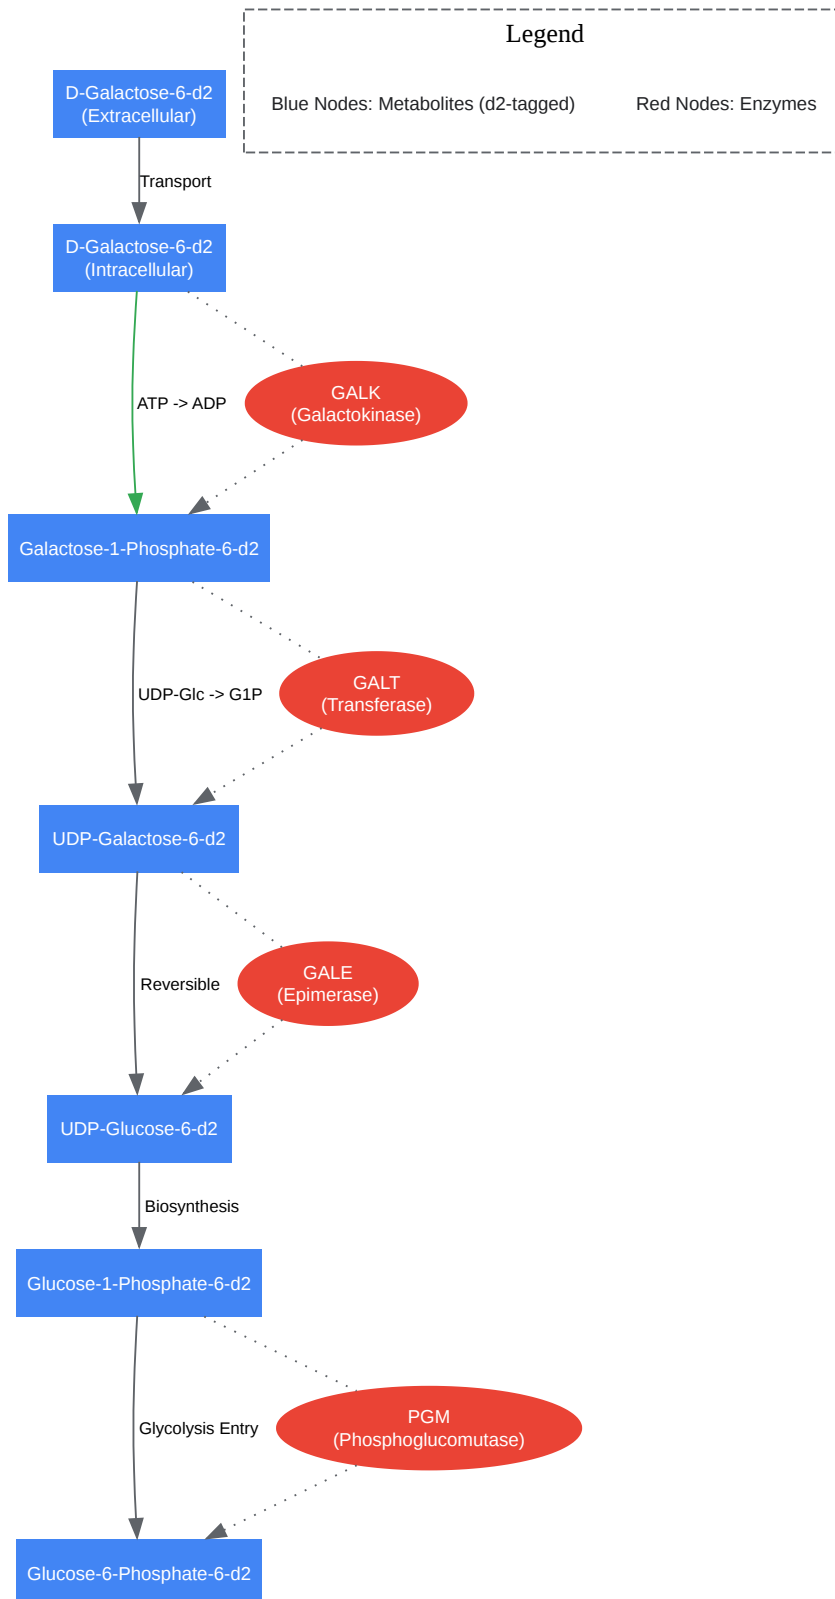 Legend
Blue Nodes: Metabolites (d2-tagged)
Red Nodes: Enzymes
D-Galactose-6-d2
(Extracellular)
Transport
D-Galactose-6-d2
(Intracellular)
ATP -> ADP
GALK
(Galactokinase)
Galactose-1-Phosphate-6-d2
UDP-Glc -> G1P
GALT
(Transferase)
UDP-Galactose-6-d2
Reversible
GALE
(Epimerase)
UDP-Glucose-6-d2
Biosynthesis
Glucose-1-Phosphate-6-d2
Glycolysis Entry
PGM
(Phosphoglucomutase)
Glucose-6-Phosphate-6-d2